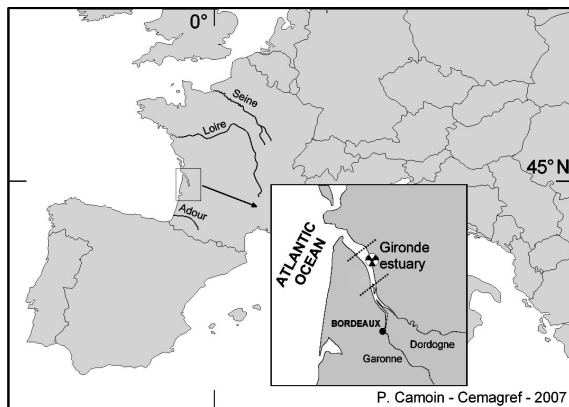 0°
Seine
Loire
45° N
Adour
ATLANTIC
OCEAN
Gironde
estuary
BORDEAUX
Dordogne
Garonne
P. Camoin - Cemagref - 2007